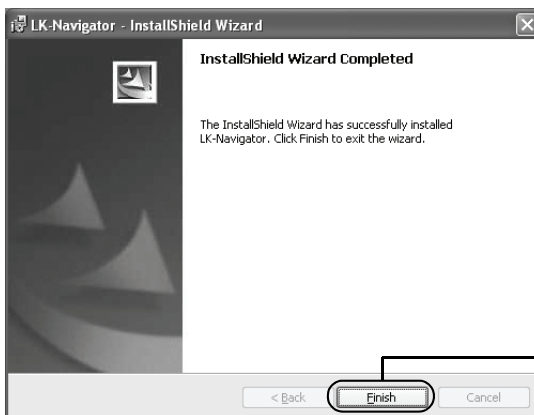 LK-Navigator - InstallShield Wizard
InstallShield Wizard Completed
The InstallShield Wizard has successfully installed
LK-Navigator. Click Finish to exit the wizard.
< Back Finish Cancel